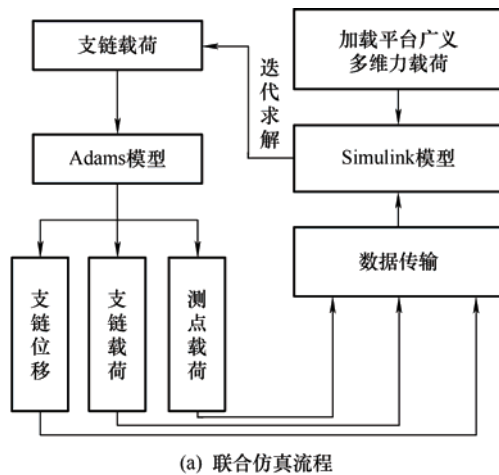 支链载荷
加载平台广义
多维力载荷
迭代求解
Adams模型
Simulink模型
数据传输
支链位移
支链载荷
测点载荷
(a) 联合仿真流程